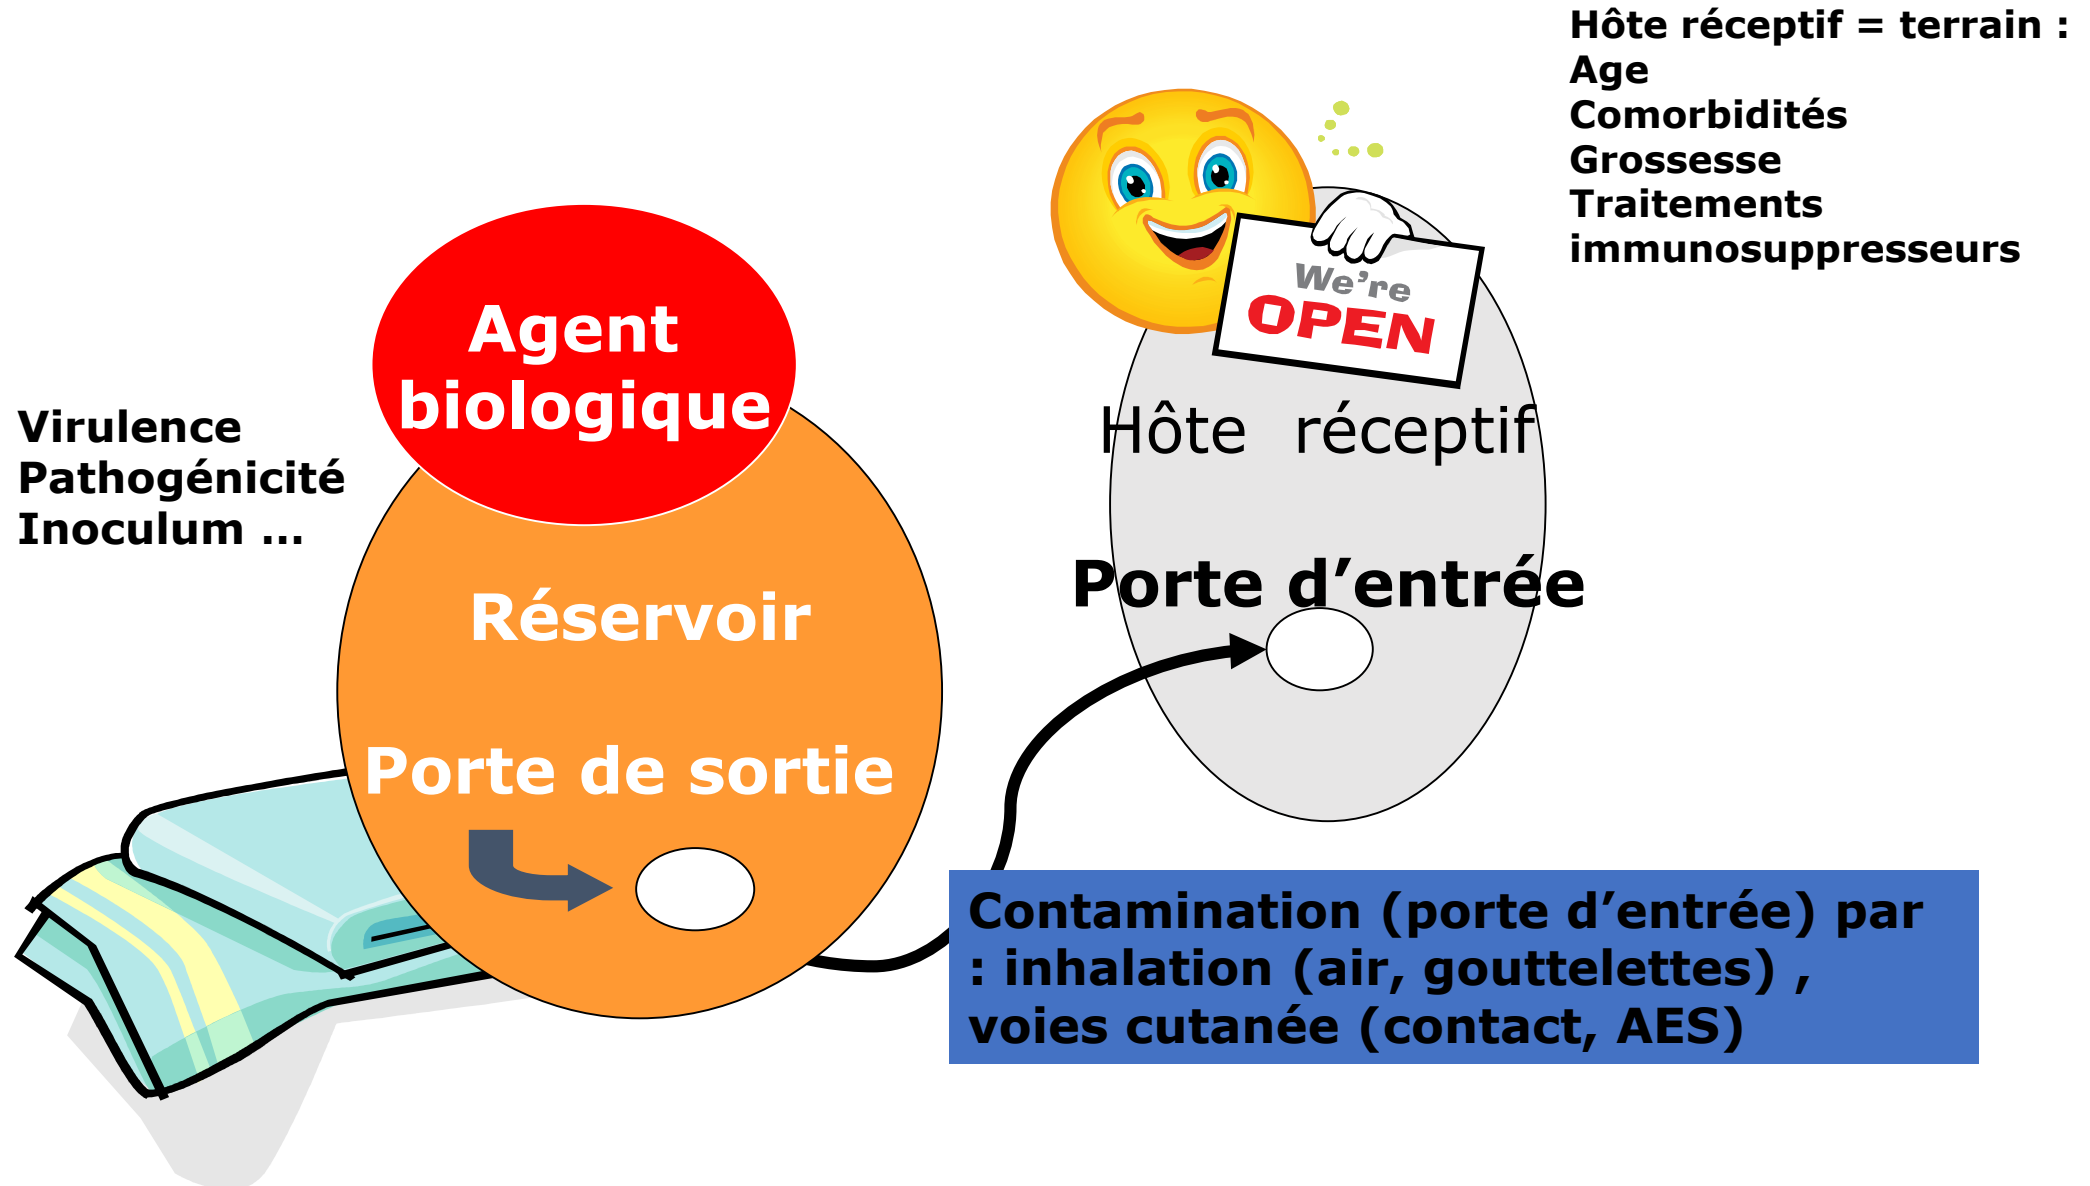 Hôte réceptif = terrain :
Age
Comorbidités
Grossesse
Traitements
immunosuppresseurs
We're
OPEN
Agent
biologique
Hôte  réceptif
Virulence
Pathogénicité
Inoculum ...
Porte d’entrée
Réservoir
Porte de sortie
Contamination (porte d’entrée) par
: inhalation (air, gouttelettes) ,
voies cutanée (contact, AES)